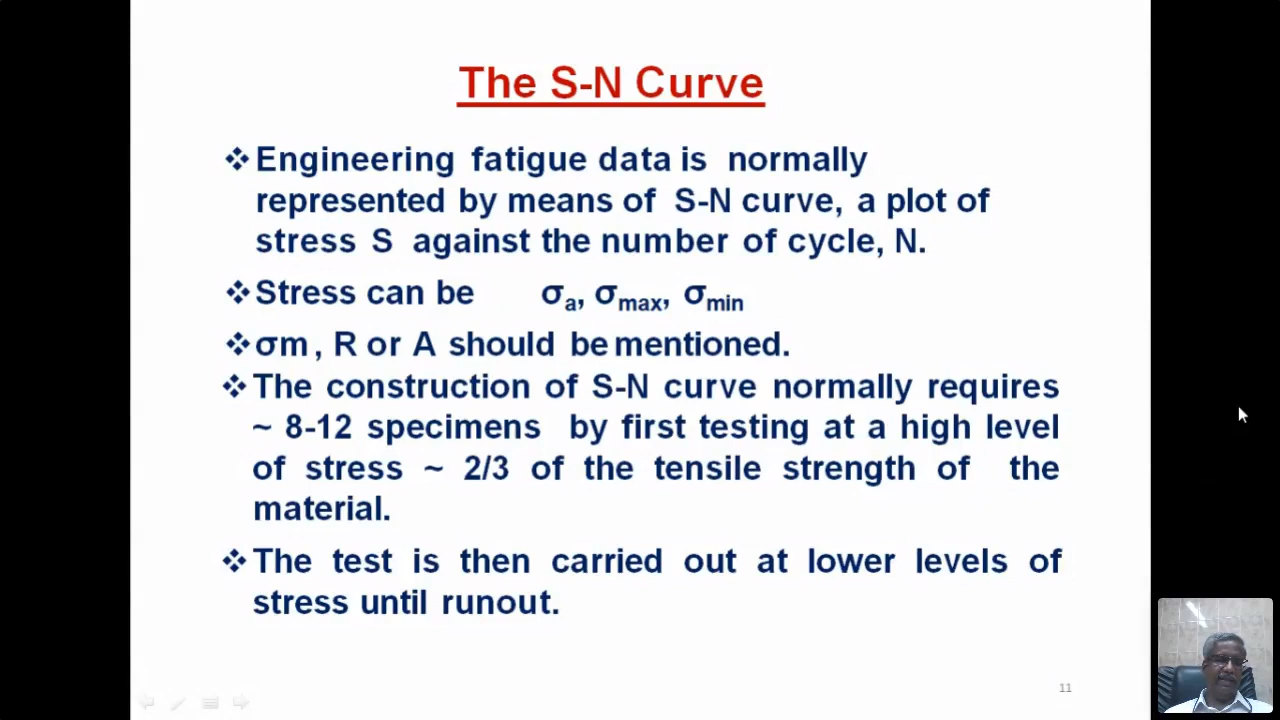 The S-N Curve
❖Engineering fatigue data is normally
represented by means of S-N curve, a plot of
stress S against the number of cycle, N.
❖Stress can be σa, σmax, σmin
❖σm , R or A should be mentioned.
❖The construction of S-N curve normally requires
~ 8-12 specimens by first testing at a high level
of stress ~ 2/3 of the tensile strength of the
material.
❖The test is then carried out at lower levels of
stress until runout.
11